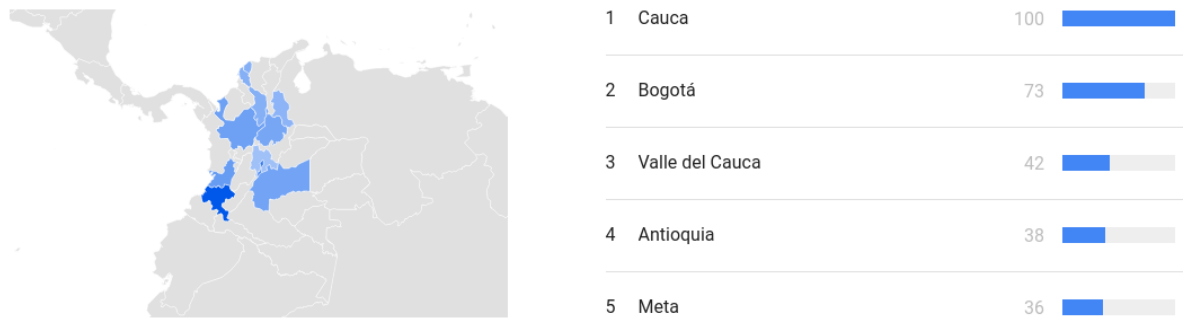 1 Cauca 100
2 Bogotá 73
3 Valle del Cauca 42
4 Antioquia 38
5 Meta 36